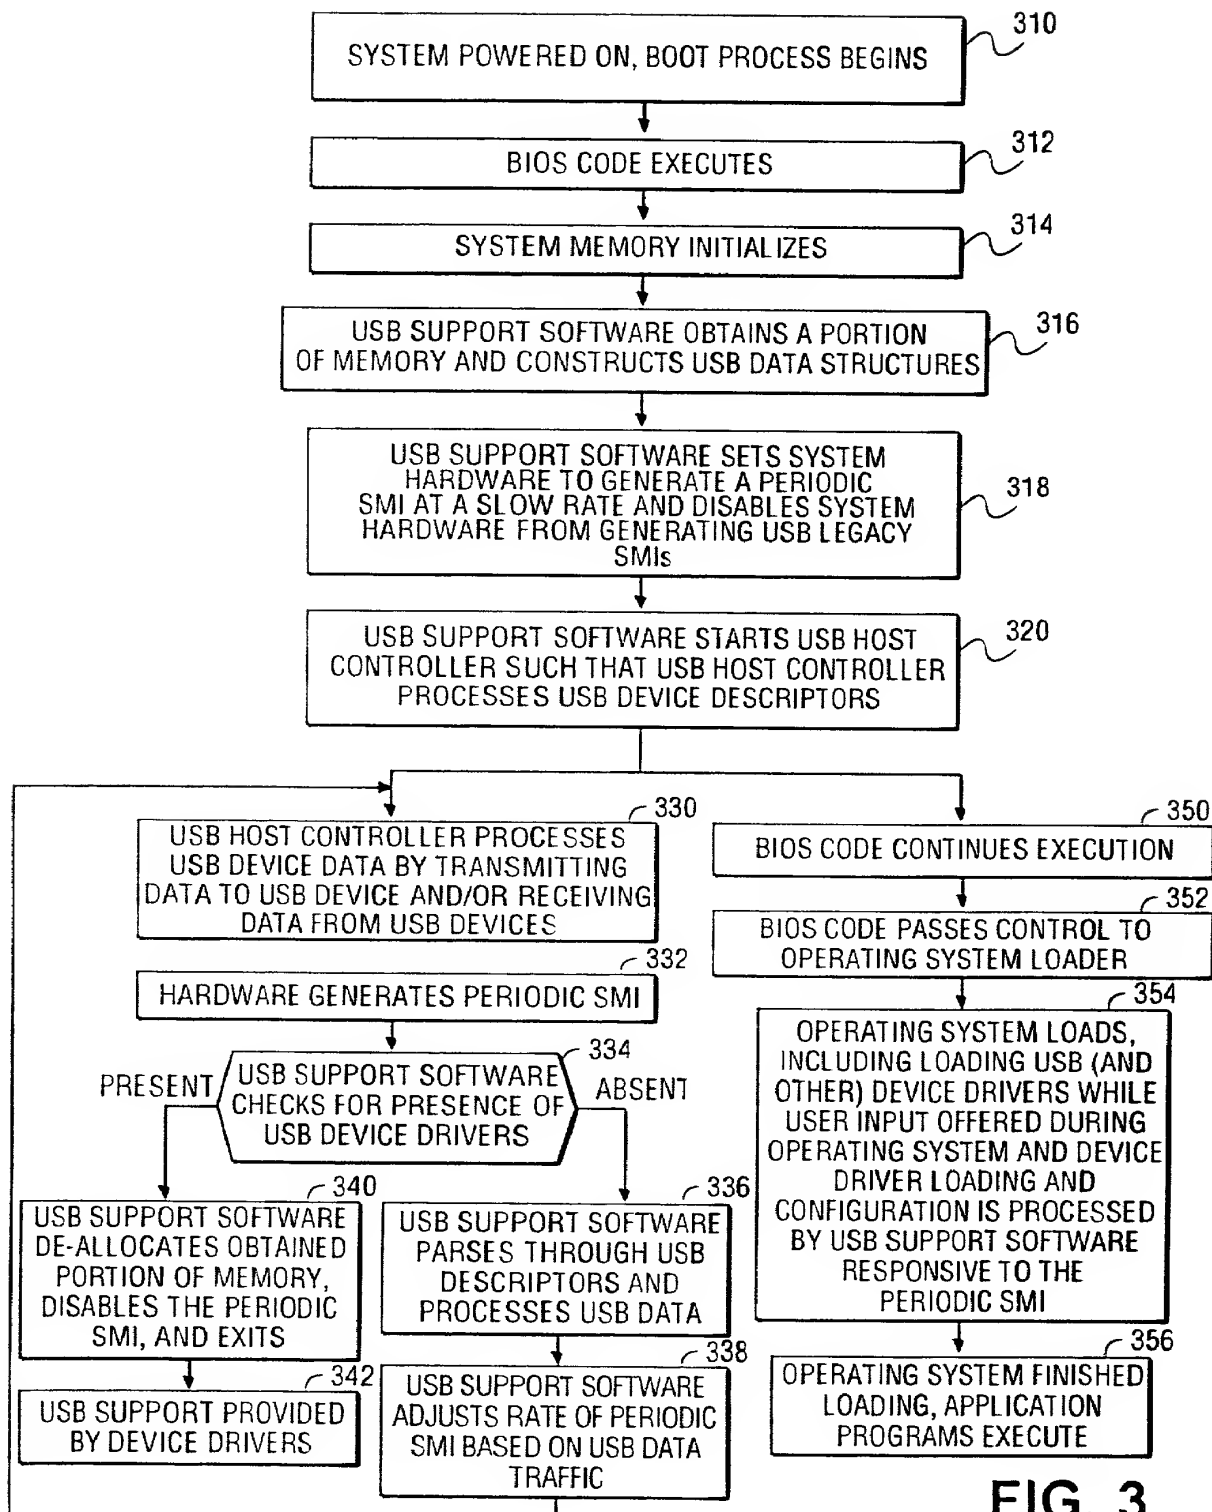 310
SYSTEM POWERED ON, BOOT PROCESS BEGINS
312
BIOS CODE EXECUTES
314
SYSTEM MEMORY INITIALIZES
316
USB SUPPORT SOFTWARE OBTAINS A PORTION
OF MEMORY AND CONSTRUCTS USB DATA STRUCTURES
318
USB SUPPORT SOFTWARE SETS SYSTEM
HARDWARE TO GENERATE A PERIODIC
SMI AT A SLOW RATE AND DISABLES SYSTEM
HARDWARE FROM GENERATING USB LEGACY
SMIs
320
USB SUPPORT SOFTWARE STARTS USB HOST
CONTROLLER SUCH THAT USB HOST CONTROLLER
PROCESSES USB DEVICE DESCRIPTORS
330
USB HOST CONTROLLER PROCESSES
USB DEVICE DATA BY TRANSMITTING
DATA TO USB DEVICE AND/OR RECEIVING
DATA FROM USB DEVICES
332
HARDWARE GENERATES PERIODIC SMI
334
PRESENT
USB SUPPORT SOFTWARE
CHECKS FOR PRESENCE OF
USB DEVICE DRIVERS
ABSENT
340
USB SUPPORT SOFTWARE
DE-ALLOCATES OBTAINED
PORTION OF MEMORY,
DISABLES THE PERIODIC
SMI, AND EXITS
342
USB SUPPORT PROVIDED
BY DEVICE DRIVERS
336
USB SUPPORT SOFTWARE
PARSES THROUGH USB
DESCRIPTORS AND
PROCESSES USB DATA
338
USB SUPPORT SOFTWARE
ADJUSTS RATE OF PERIODIC
SMI BASED ON USB DATA
TRAFFIC
350
BIOS CODE CONTINUES EXECUTION
352
BIOS CODE PASSES CONTROL TO
OPERATING SYSTEM LOADER
354
OPERATING SYSTEM LOADS,
INCLUDING LOADING USB (AND
OTHER) DEVICE DRIVERS WHILE
USER INPUT OFFERED DURING
OPERATING SYSTEM AND DEVICE
DRIVER LOADING AND
CONFIGURATION IS PROCESSED
BY USB SUPPORT SOFTWARE
RESPONSIVE TO THE
PERIODIC SMI
356
OPERATING SYSTEM FINISHED
LOADING, APPLICATION
PROGRAMS EXECUTE
FIG. 3